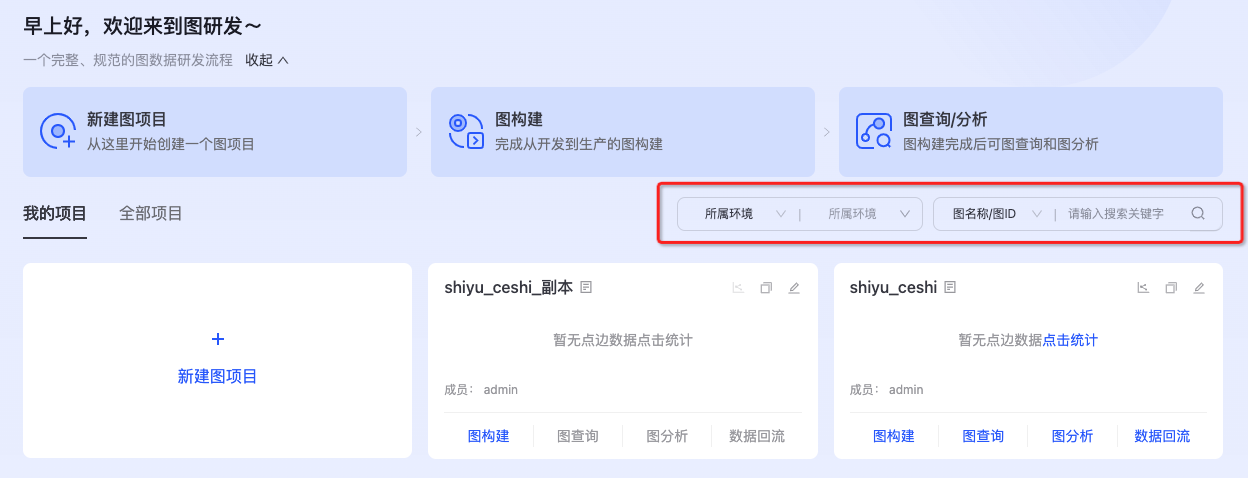 早上好，欢迎来到图研发～
一个完整、规范的图数据研发流程 收起
新建图项目
从这里开始创建一个图项目
图构建
完成从开发到生产的图构建
图查询/分析
图构建完成后可图查询和图分析
我的项目 全部项目
所属环境 | 所属环境 图名称/图ID | 请输入搜索关键字
+
新建图项目
shiyu_ceshi_副本
暂无点边数据点击统计
成员： admin
图构建 图查询 图分析 数据回流
shiyu_ceshi
暂无点边数据点击统计
成员： admin
图构建 图查询 图分析 数据回流